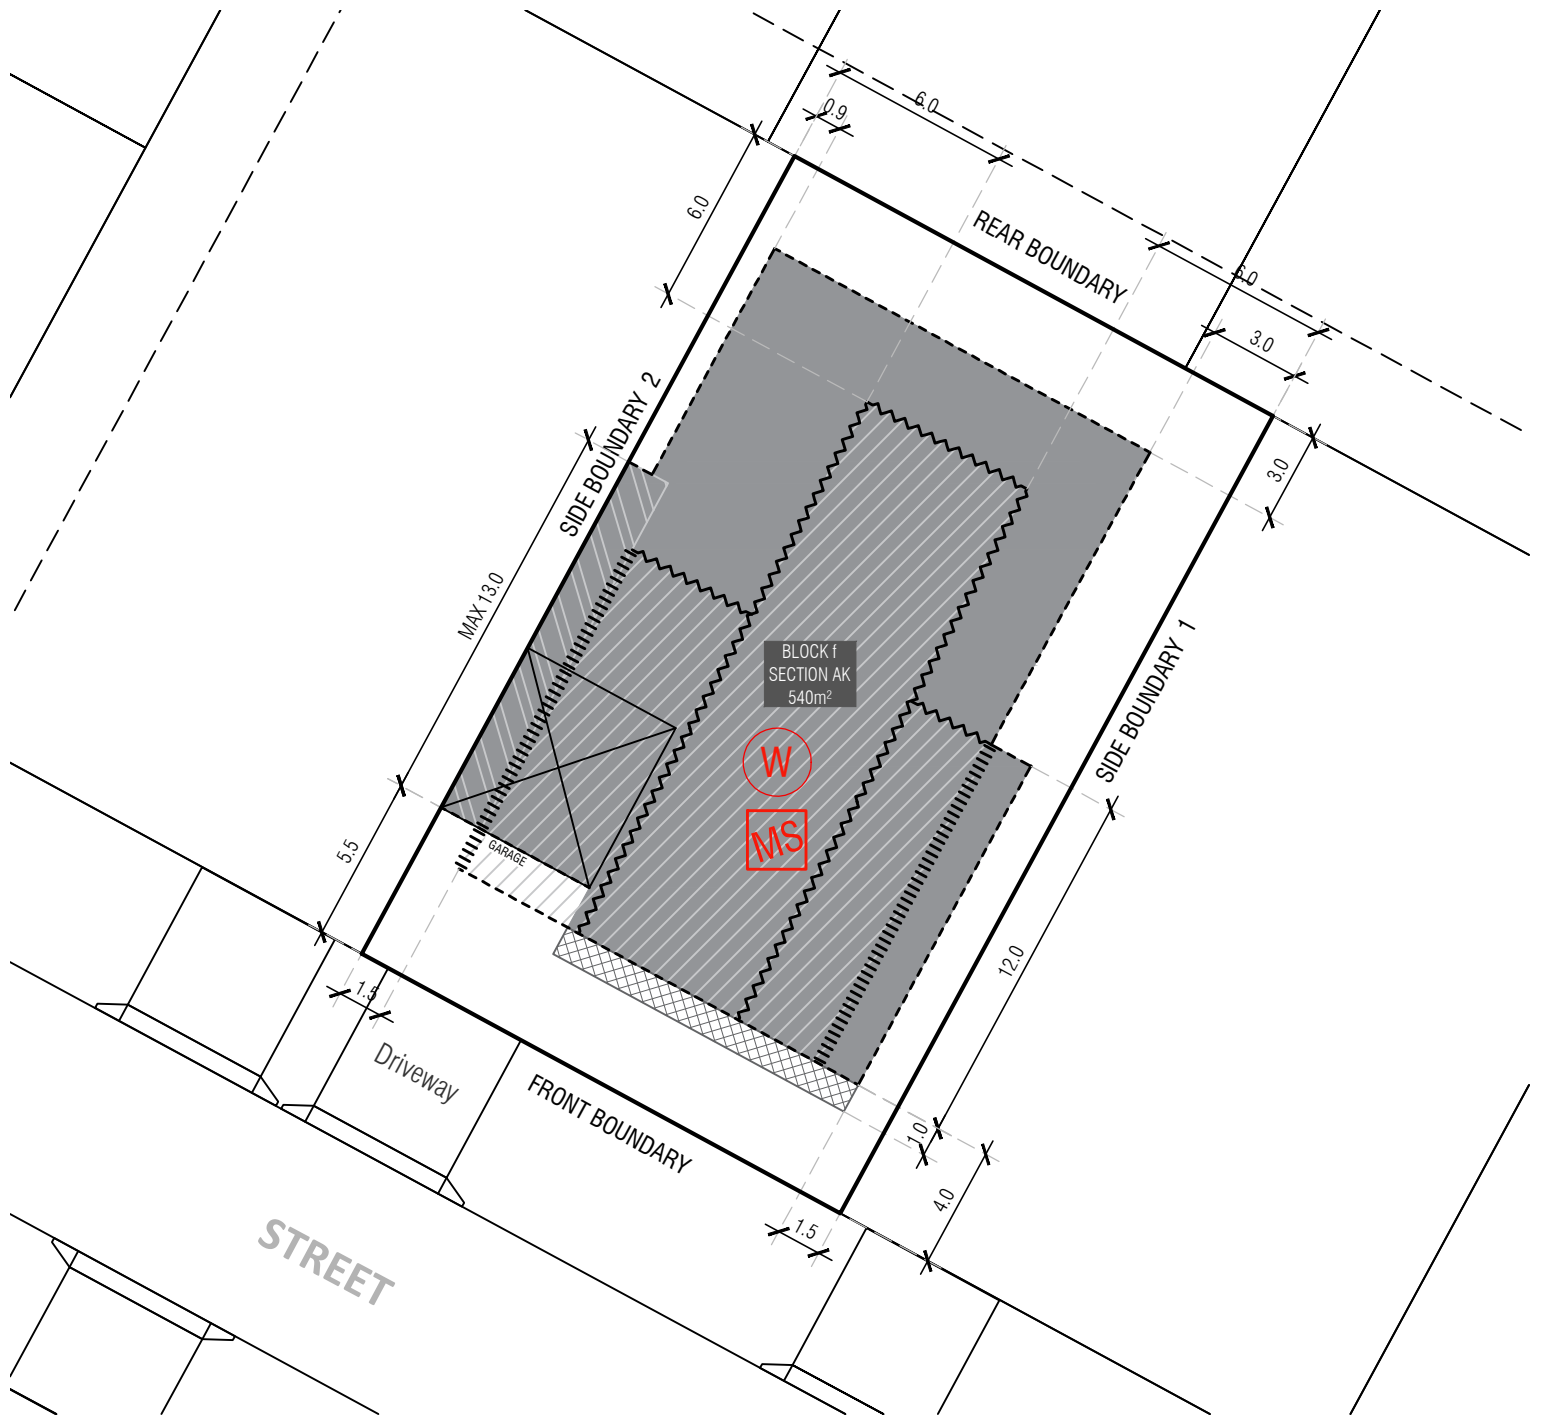 6.0
0.9
6.0
REAR BOUNDARY
6.0
3.0
SIDE BOUNDARY 2
3.0
MAX 13.0
BLOCK f
SECTION AK
540m²
SIDE BOUNDARY 1
W
MS
5.5
GARAGE
12.0
1.5
Driveway
FRONT BOUNDARY
1.0
4.0
1.5
STREET